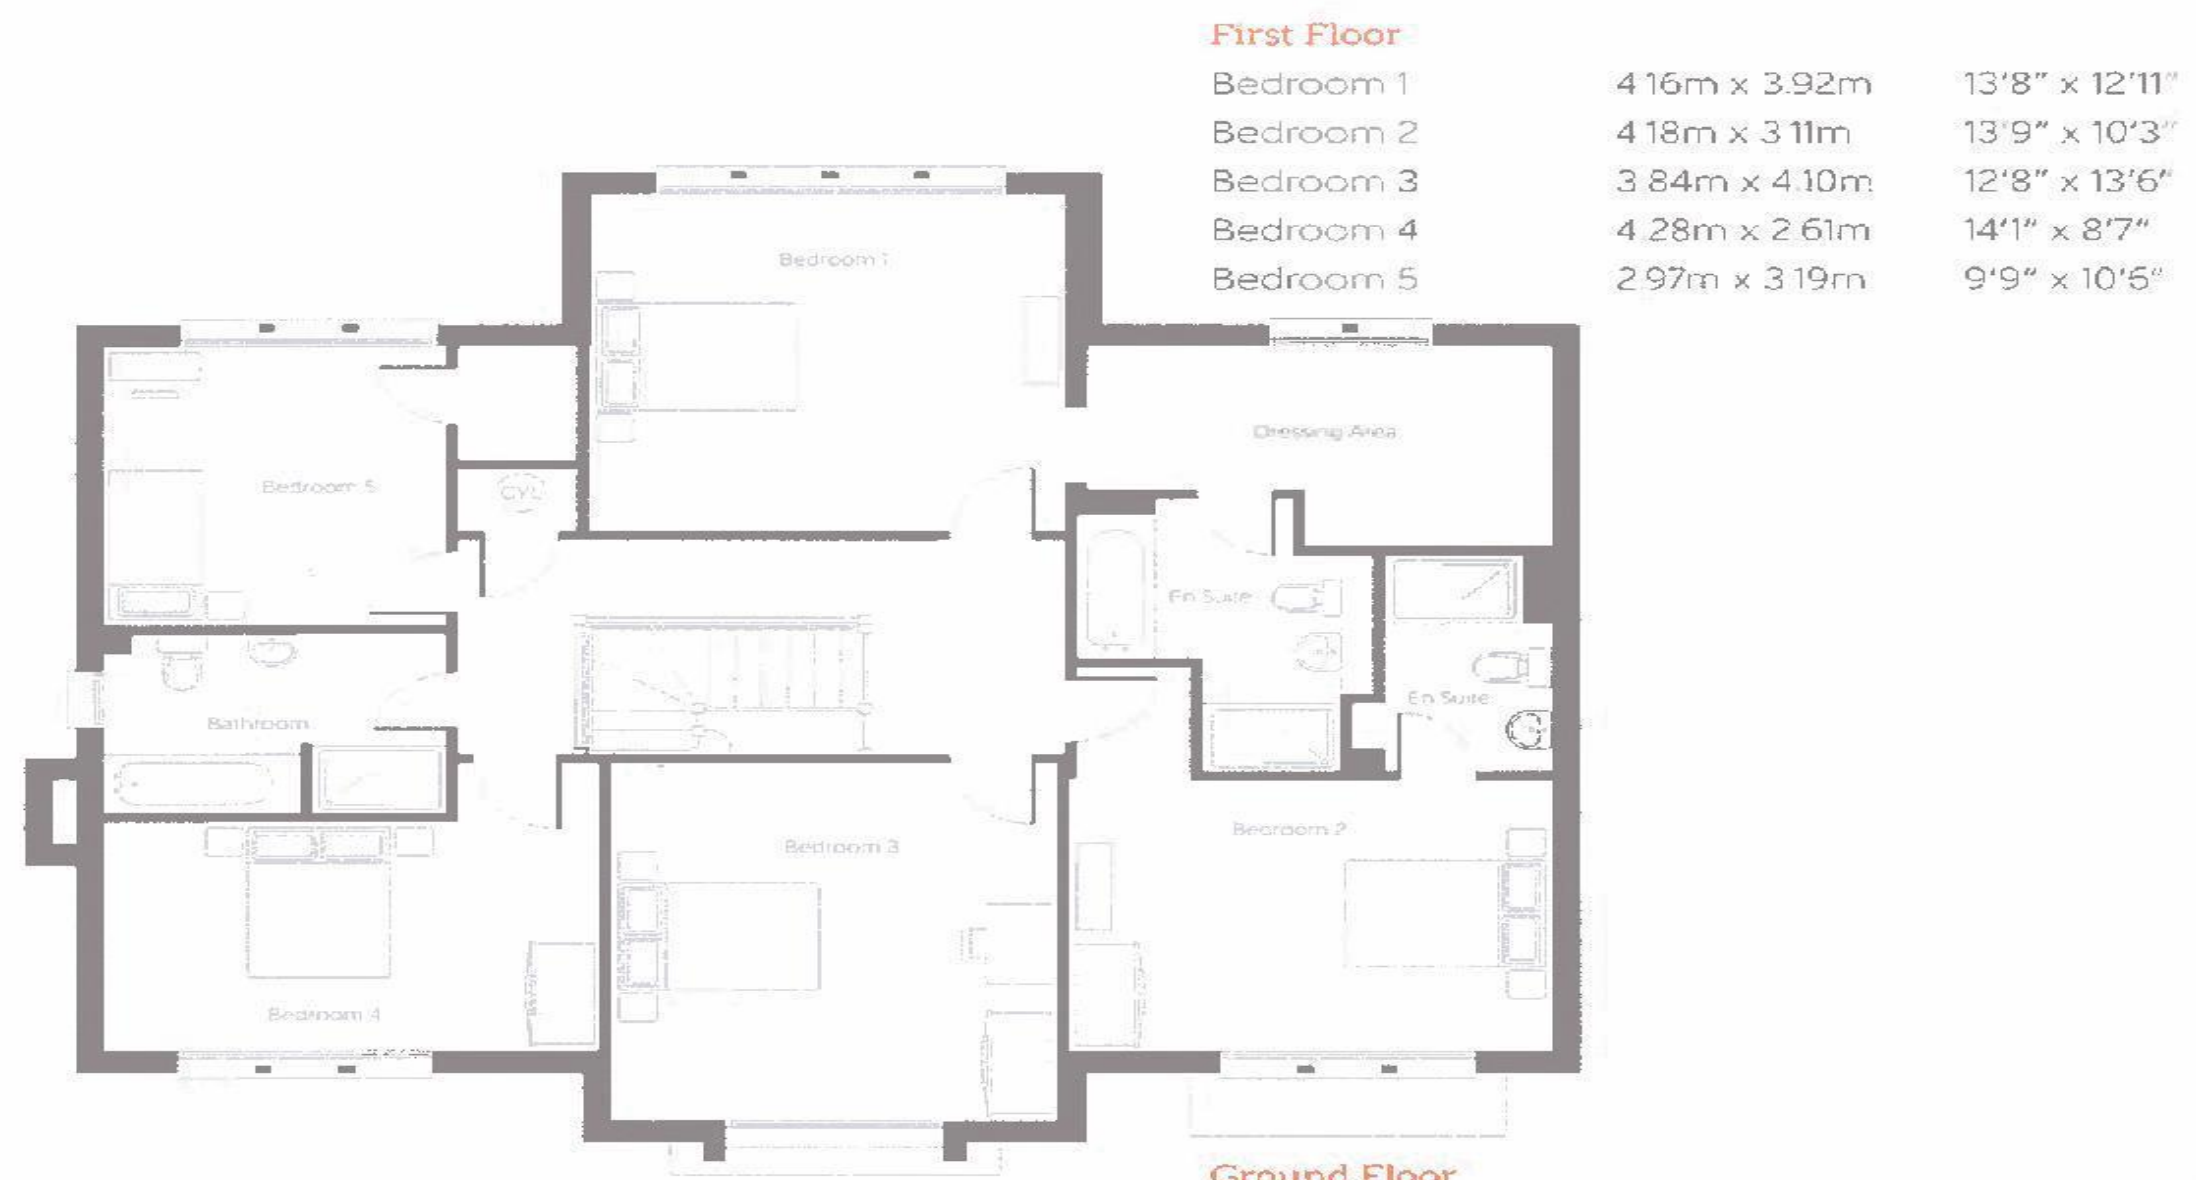 First Floor
Bedroom 1 4.16m x 3.92m 13'8" x 12'11"
Bedroom 2 4.18m x 3.11m 13'9" x 10'3"
Bedroom 3 3.84m x 4.10m 12'8" x 13'6"
Bedroom 4 4.28m x 2.61m 14'1" x 8'7"
Bedroom 5 2.97m x 3.19m 9'9" x 10'6"
Bedroom 1
Dressing Area
Bedroom 5
CYL
En Suite
En Suite
Bathroom
Bedroom 2
Bedroom 3
Bedroom 4
Ground Floor